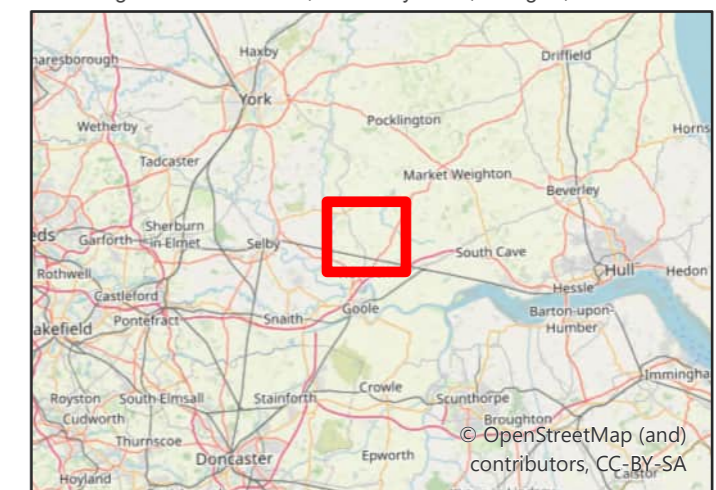 Haxby
Driffield
aresborough
York
Pocklington
Wetherby
Horns
Tadcaster
Market Weighton
Beverley
Sherburn
in Elmet
eds
Garforth
Selby
South Cave
Rothwell
Hull
Hedon
Castleford
Hessle
Goole
Barton-upon-
Humber
Pontefract
Snaith
akefield
Immingha
Crowle
Royston
South Elmsall
Stainforth
Scunthorpe
Cudworth
Broughton
Thurnscoe
© OpenStreetMap (and)
Doncaster
Epworth
contributors, CC-BY-SA
Hoyland
Caistor